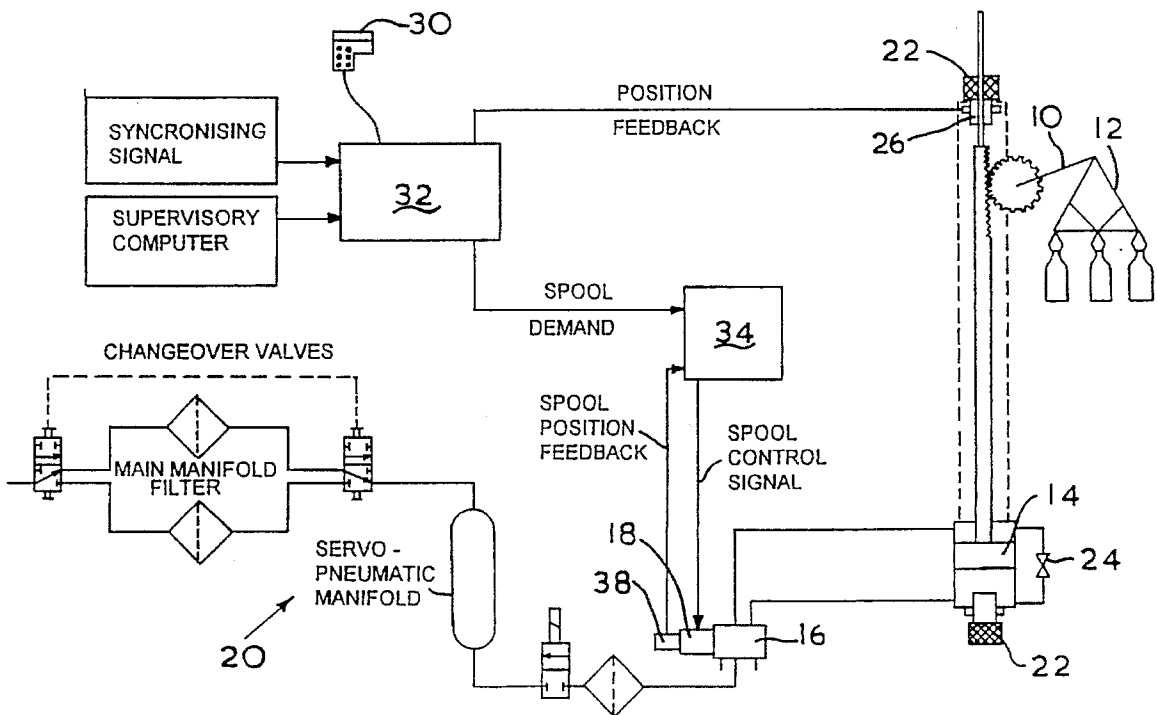 30
22
POSITION
FEEDBACK
SYNCRONISING
SIGNAL
26
10
12
32
SUPERVISORY
COMPUTER
SPOOL
DEMAND
34
CHANGEOVER VALVES
SPOOL
POSITION
FEEDBACK
SPOOL
CONTROL
SIGNAL
MAIN MANIFOLD
FILTER
14
SERVO -
PNEUMATIC
MANIFOLD
18
38
24
16
20
22